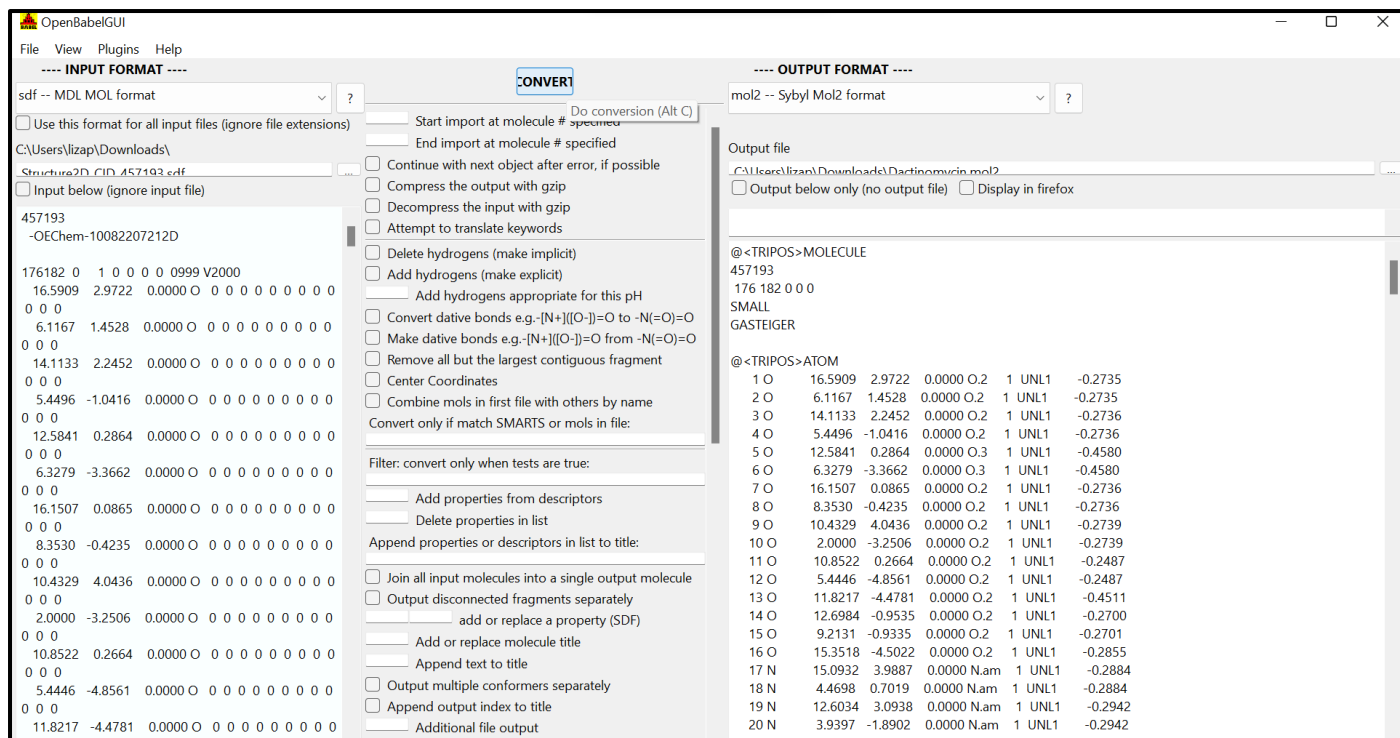 OpenBabelGUI
File View Plugins Help
---- INPUT FORMAT ----
sdf -- MDL MOL format
?
Use this format for all input files (ignore file extensions)
C:\Users\lizap\Downloads\
Structure2D_CID_457193.sdf
...
Input below (ignore input file)
457193
-OEChem-10082207212D
176182 0 1 0 0 0 0 0999 V2000
16.5909 2.9722 0.0000 O 0 0 0 0 0 0 0 0 0
0 0 0
6.1167 1.4528 0.0000 O 0 0 0 0 0 0 0 0 0
0 0 0
14.1133 2.2452 0.0000 O 0 0 0 0 0 0 0 0 0
0 0 0
5.4496 -1.0416 0.0000 O 0 0 0 0 0 0 0 0 0
0 0 0
12.5841 0.2864 0.0000 O 0 0 0 0 0 0 0 0 0
0 0 0
6.3279 -3.3662 0.0000 O 0 0 0 0 0 0 0 0 0
0 0 0
16.1507 0.0865 0.0000 O 0 0 0 0 0 0 0 0 0
0 0 0
8.3530 -0.4235 0.0000 O 0 0 0 0 0 0 0 0 0
0 0 0
10.4329 4.0436 0.0000 O 0 0 0 0 0 0 0 0 0
0 0 0
2.0000 -3.2506 0.0000 O 0 0 0 0 0 0 0 0 0
0 0 0
10.8522 0.2664 0.0000 O 0 0 0 0 0 0 0 0 0
0 0 0
5.4446 -4.8561 0.0000 O 0 0 0 0 0 0 0 0 0
0 0 0
11.8217 -4.4781 0.0000 O 0 0 0 0 0 0 0 0 0
CONVERT
Do conversion (Alt C)
Start import at molecule # specified
End import at molecule # specified
Continue with next object after error, if possible
Compress the output with gzip
Decompress the input with gzip
Attempt to translate keywords
Delete hydrogens (make implicit)
Add hydrogens (make explicit)
Add hydrogens appropriate for this pH
Convert dative bonds e.g.-[N+]([O-])=O to -N(=O)=O
Make dative bonds e.g.-[N+]([O-])=O from -N(=O)=O
Remove all but the largest contiguous fragment
Center Coordinates
Combine mols in first file with others by name
Convert only if match SMARTS or mols in file:
Filter: convert only when tests are true:
Add properties from descriptors
Delete properties in list
Append properties or descriptors in list to title:
Join all input molecules into a single output molecule
Output disconnected fragments separately
add or replace a property (SDF)
Add or replace molecule title
Append text to title
Output multiple conformers separately
Append output index to title
Additional file output
---- OUTPUT FORMAT ----
mol2 -- Sybyl Mol2 format
?
Output file
C:\Users\lizap\Downloads\Dactinomycin.mol2
...
Output below only (no output file) Display in firefox
@<TRIPOS>MOLECULE
457193
176 182 0 0 0
SMALL
GASTEIGER
@<TRIPOS>ATOM
1 O 16.5909 2.9722 0.0000 O.2 1 UNL1 -0.2735
2 O 6.1167 1.4528 0.0000 O.2 1 UNL1 -0.2735
3 O 14.1133 2.2452 0.0000 O.2 1 UNL1 -0.2736
4 O 5.4496 -1.0416 0.0000 O.2 1 UNL1 -0.2736
5 O 12.5841 0.2864 0.0000 O.3 1 UNL1 -0.4580
6 O 6.3279 -3.3662 0.0000 O.3 1 UNL1 -0.4580
7 O 16.1507 0.0865 0.0000 O.2 1 UNL1 -0.2736
8 O 8.3530 -0.4235 0.0000 O.2 1 UNL1 -0.2736
9 O 10.4329 4.0436 0.0000 O.2 1 UNL1 -0.2739
10 O 2.0000 -3.2506 0.0000 O.2 1 UNL1 -0.2739
11 O 10.8522 0.2664 0.0000 O.2 1 UNL1 -0.2487
12 O 5.4446 -4.8561 0.0000 O.2 1 UNL1 -0.2487
13 O 11.8217 -4.4781 0.0000 O.2 1 UNL1 -0.4511
14 O 12.6984 -0.9535 0.0000 O.2 1 UNL1 -0.2700
15 O 9.2131 -0.9335 0.0000 O.2 1 UNL1 -0.2701
16 O 15.3518 -4.5022 0.0000 O.2 1 UNL1 -0.2855
17 N 15.0932 3.9887 0.0000 N.am 1 UNL1 -0.2884
18 N 4.4698 0.7019 0.0000 N.am 1 UNL1 -0.2884
19 N 12.6034 3.0938 0.0000 N.am 1 UNL1 -0.2942
20 N 3.9397 -1.8902 0.0000 N.am 1 UNL1 -0.2942